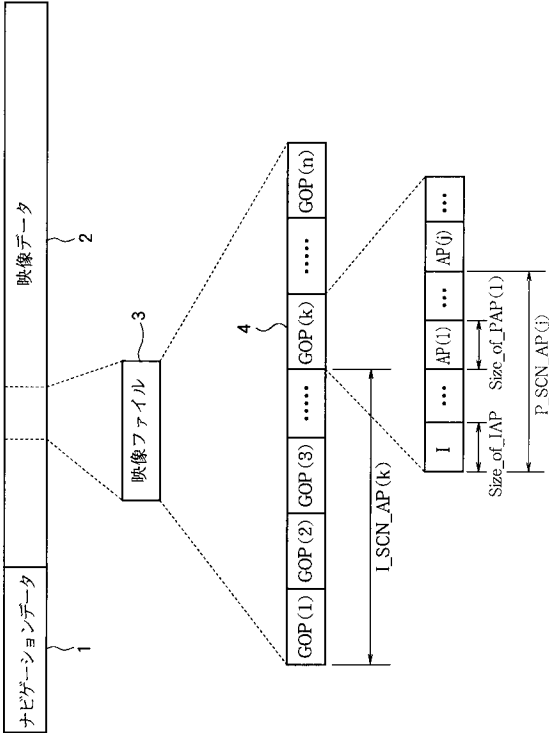 ナビゲーションデータ
映像データ
1
2
3
映像ファイル
4
GOP(1)
GOP(2)
GOP(3)
.....
GOP(k)
.....
GOP(n)
I_SCN_AP(k)
I
...
AP(1)
...
AP(j)
...
Size_of_IAP
Size_of_PAP(1)
P_SCN_AP(j)